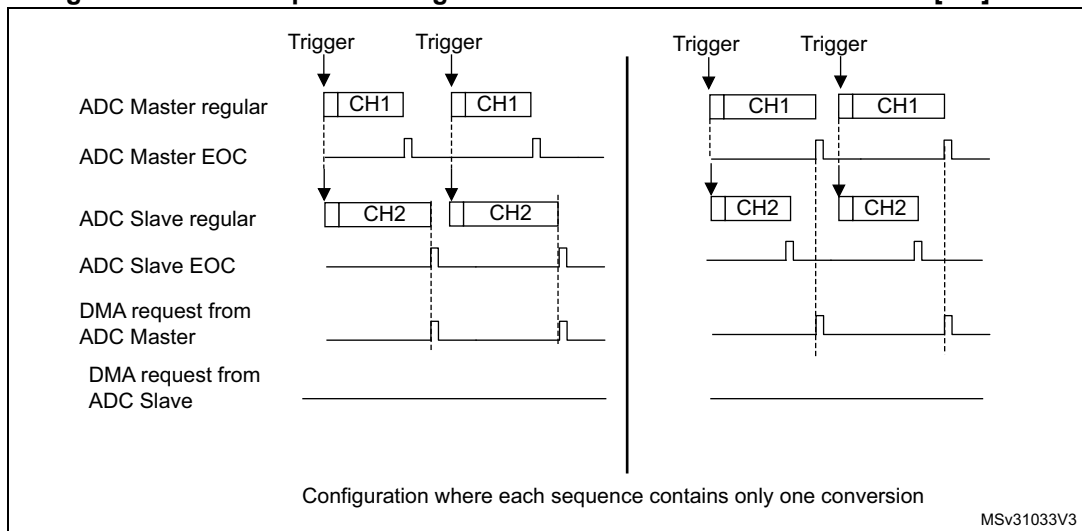 Trigger Trigger Trigger Trigger
ADC Master regular CH1 CH1 CH1 CH1
ADC Master EOC
ADC Slave regular CH2 CH2 CH2 CH2
ADC Slave EOC
DMA request from
ADC Master
DMA request from
ADC Slave
Configuration where each sequence contains only one conversion
MSv31033V3